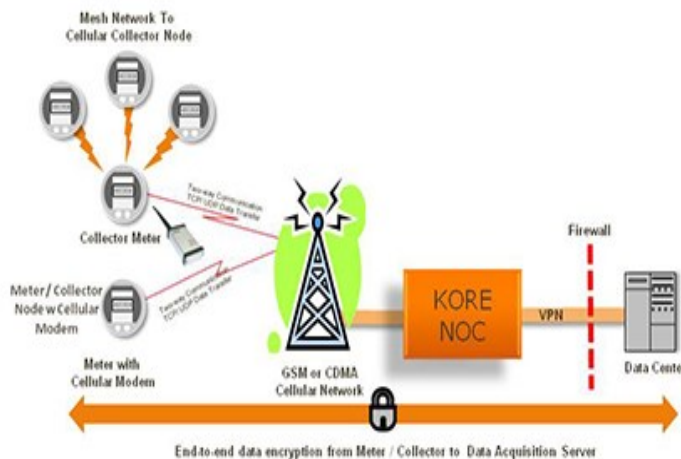 Mesh Network To
Cellular Collector Node
Collector Meter
Two-way Communication
TCP/ UDP Data Transfer
Meter / Collector
Node w Cellular
Modem
Two-way Communication
TCP/ UDP Data Transfer
Meter with
Cellular Modem
GSM or CDMA
Cellular Network
KORE
NOC
VPN
Firewall
Data Center
End-to-end data encryption from Meter / Collector to Data Acquisition Server